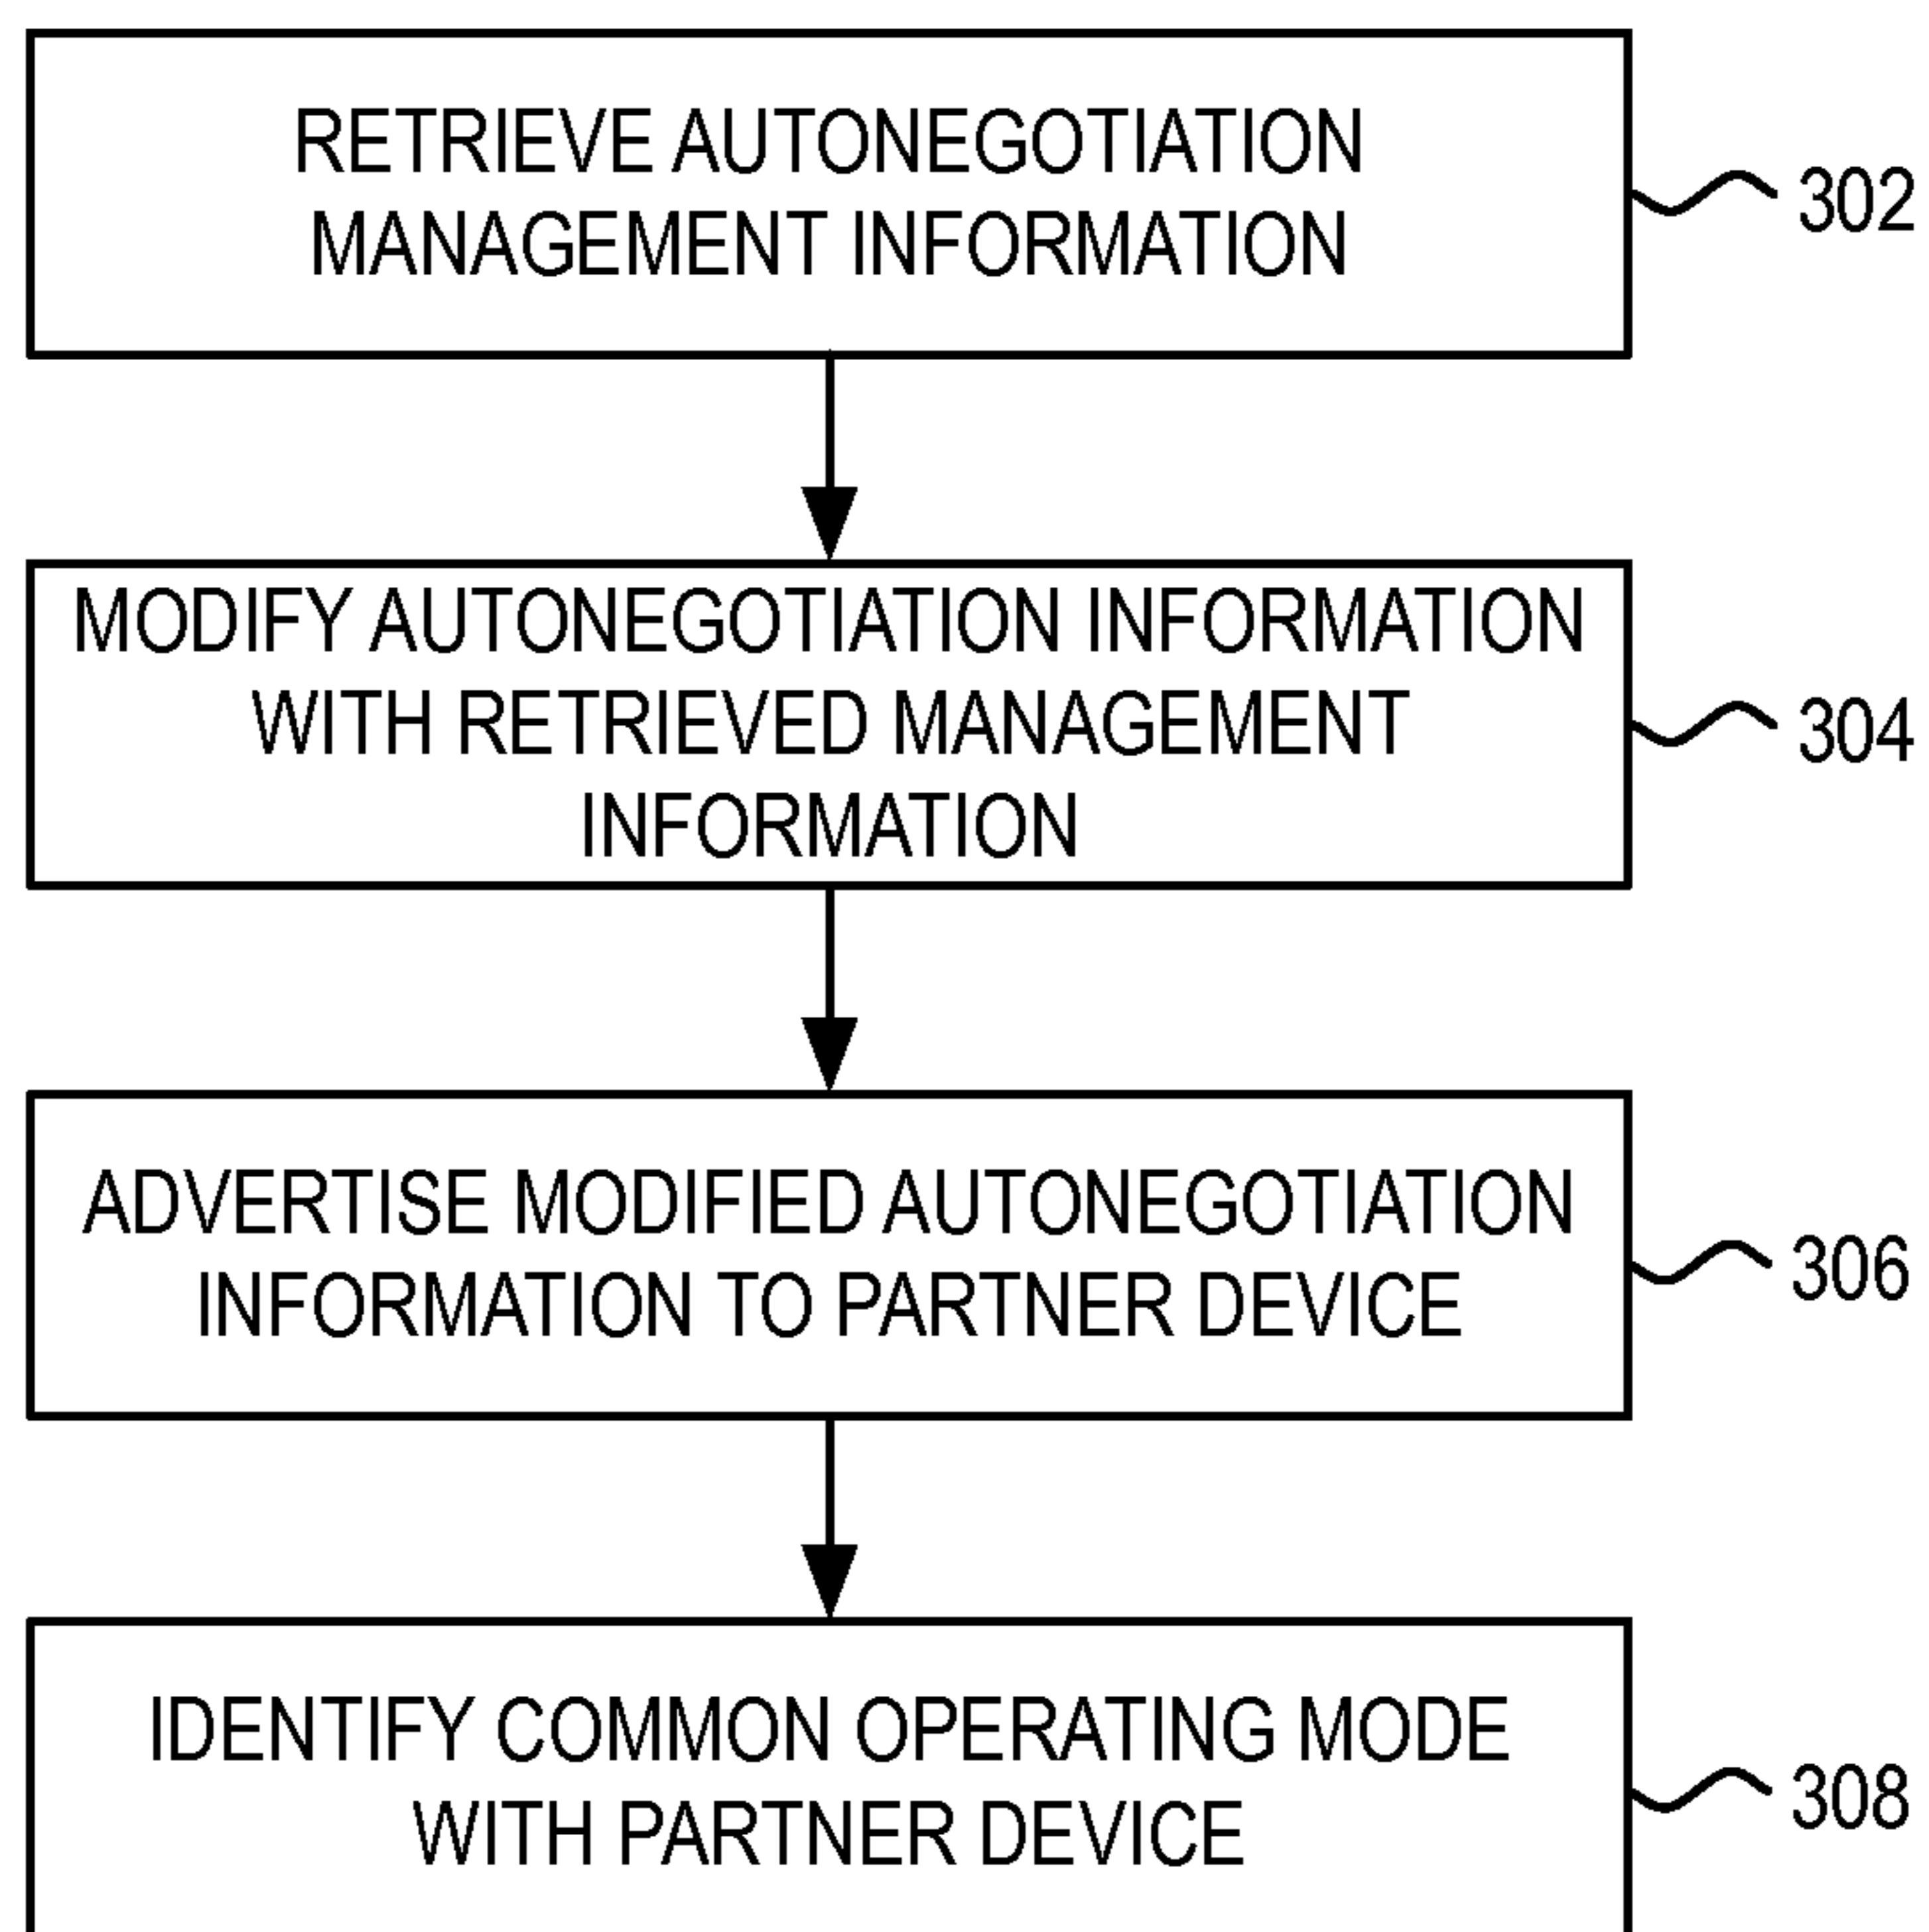 RETRIEVE AUTONEGOTIATION
MANAGEMENT INFORMATION
302
MODIFY AUTONEGOTIATION INFORMATION
WITH RETRIEVED MANAGEMENT
INFORMATION
304
ADVERTISE MODIFIED AUTONEGOTIATION
INFORMATION TO PARTNER DEVICE
306
IDENTIFY COMMON OPERATING MODE
WITH PARTNER DEVICE
308